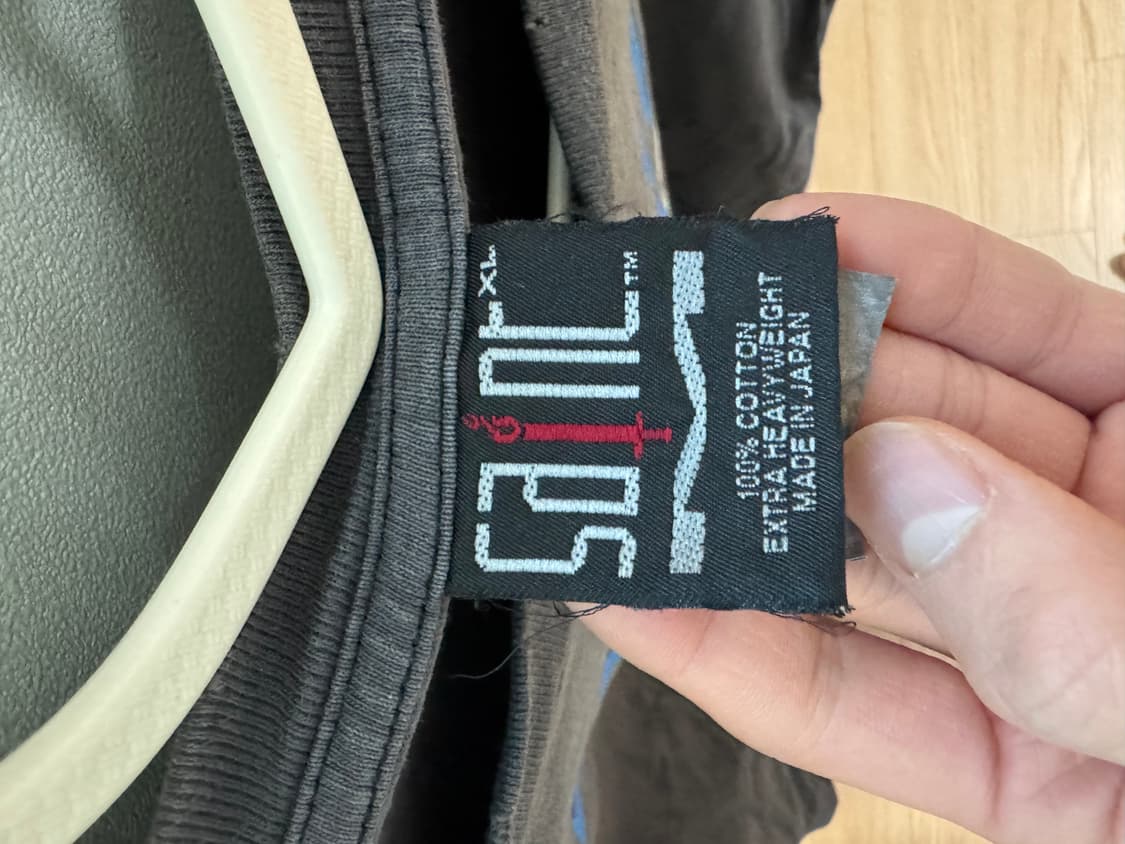 SAINT XL
TM
100% COTTON
EXTRA HEAVYWEIGHT
MADE IN JAPAN